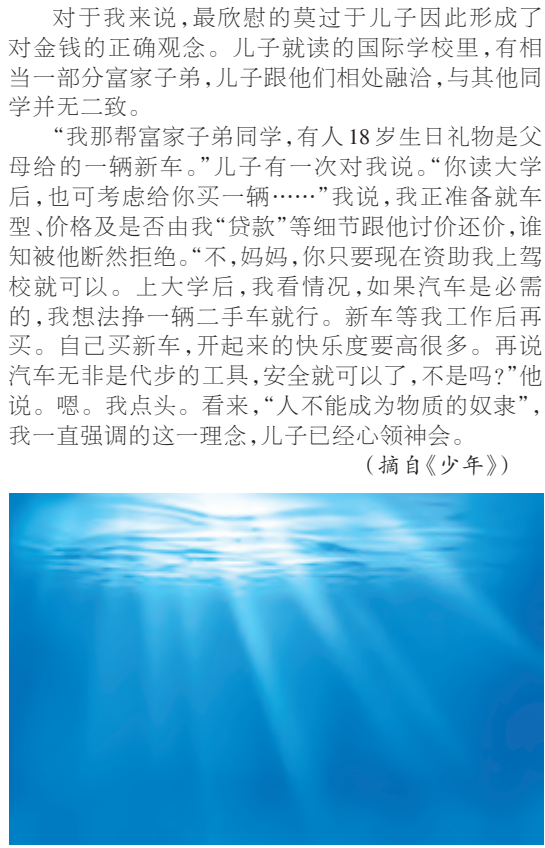 对于我来说,最欣慰的莫过于儿子因此形成了
对金钱的正确观念。儿子就读的国际学校里,有相
当一部分富家子弟,儿子跟他们相处融洽,与其他同
学并无二致。
“我那帮富家子弟同学,有人18岁生日礼物是父
母给的一辆新车。”儿子有一次对我说。“你读大学
后,也可考虑给你买一辆……”我说,我正准备就车
型、价格及是否由我“贷款”等细节跟他讨价还价,谁
知被他断然拒绝。“不,妈妈,你只要现在资助我上驾
校就可以。上大学后,我看情况,如果汽车是必需
的,我想法挣一辆二手车就行。新车等我工作后再
买。自己买新车,开起来的快乐度要高很多。再说
汽车无非是代步的工具,安全就可以了,不是吗?”他
说。嗯。我点头。看来,“人不能成为物质的奴隶”,
我一直强调的这一理念,儿子已经心领神会。
(摘自《少年》)